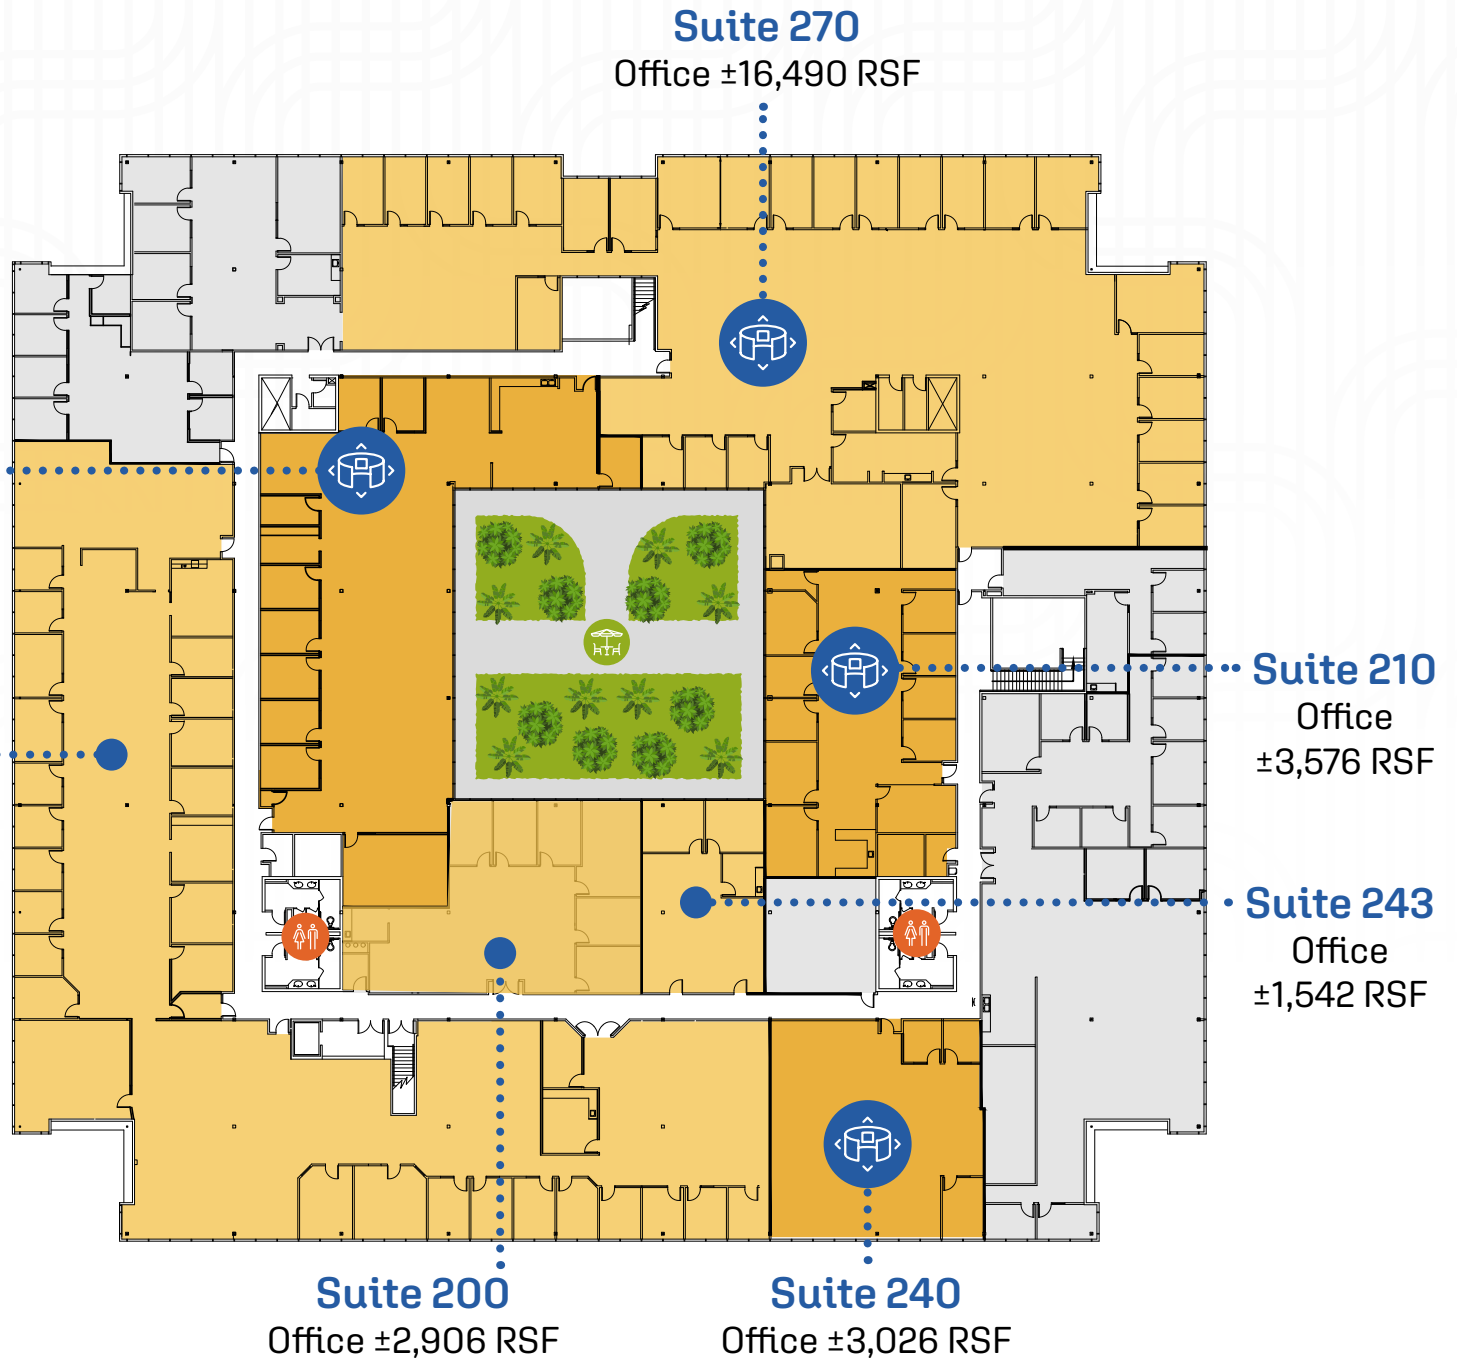 Suite 270
Office ±16,490 RSF
Suite 210
Office
±3,576 RSF
Suite 243
Office
±1,542 RSF
Suite 200
Office ±2,906 RSF
Suite 240
Office ±3,026 RSF